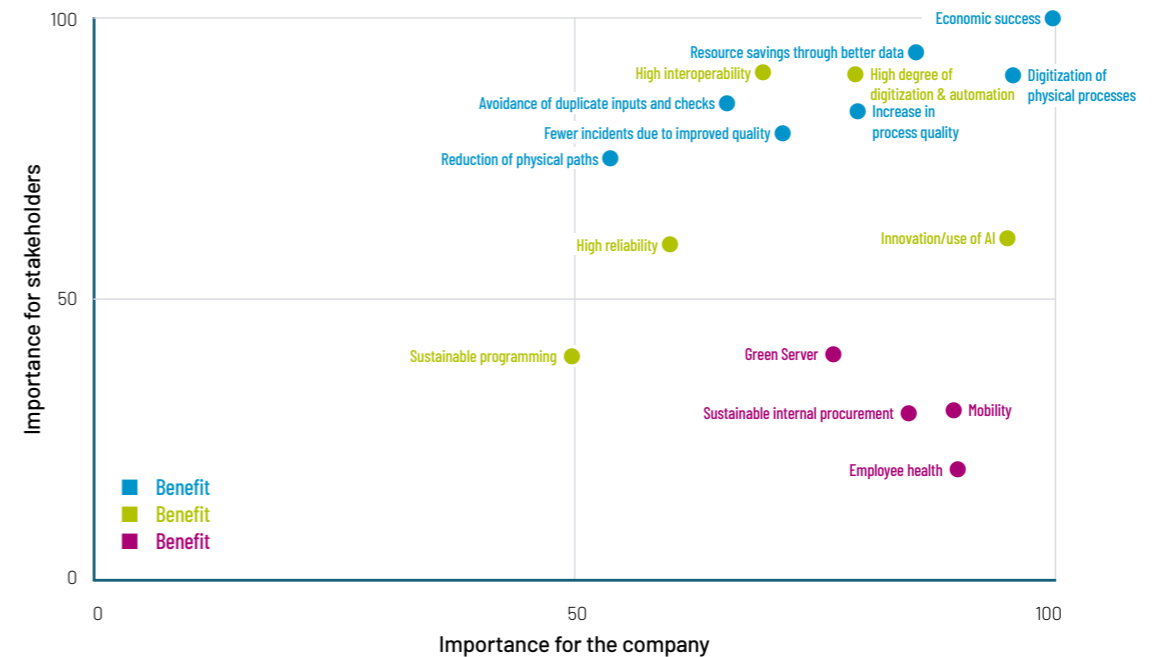 100
Economic success
Resource savings through better data
High interoperability
High degree of
digitization & automation
Digitization of
physical processes
Avoidance of duplicate inputs and checks
Increase in
process quality
Fewer incidents due to improved quality
Reduction of physical paths
High reliability
Innovation/use of AI
Importance for stakeholders
50
Sustainable programming
Green Server
Sustainable internal procurement
Mobility
Employee health
Benefit
Benefit
Benefit
0
0
50
100
Importance for the company